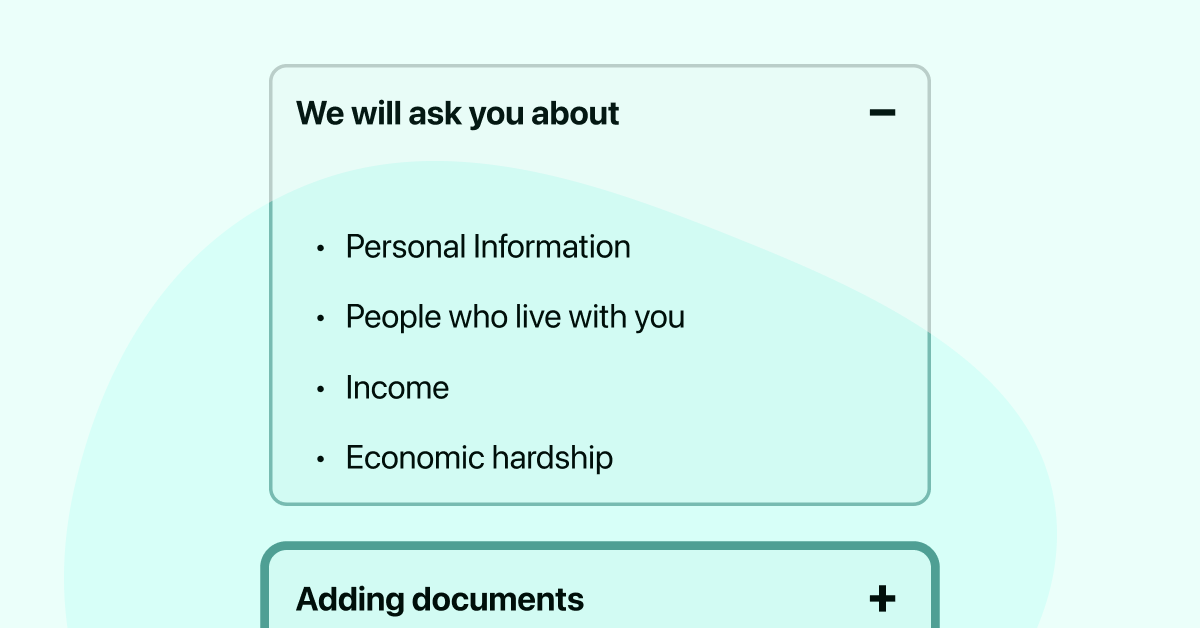 We will ask you about
• Personal Information
• People who live with you
• Income
• Economic hardship
Adding documents